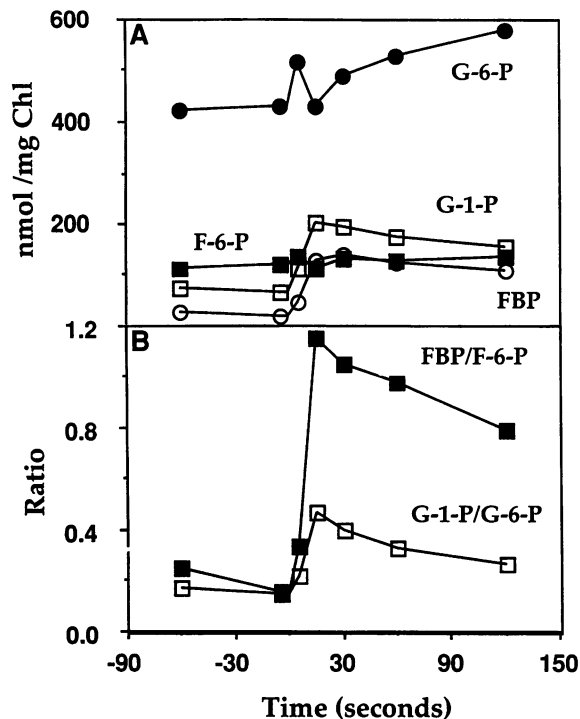 A
600
400
200
nmol /mg Chl
G-6-P
G-1-P
F-6-P
FBP
B
1.2
0.8
0.4
0.0
Ratio
FBP/F-6-P
G-1-P/G-6-P
-90 -30 30 90 150
Time (seconds)